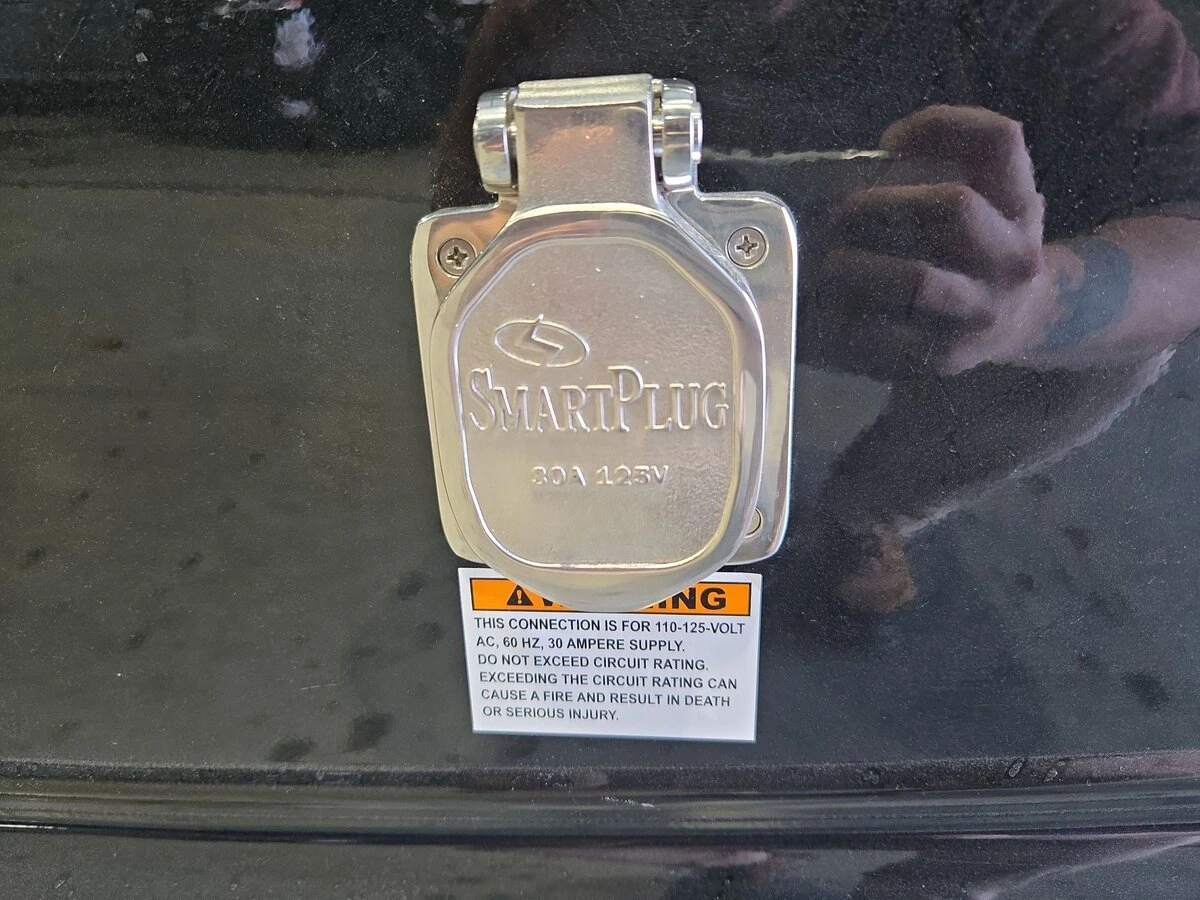 SMARTPLUG
30A 125V
THIS CONNECTION IS FOR 110-125-VOLT
AC, 60 HZ, 30 AMPERE SUPPLY.
DO NOT EXCEED CIRCUIT RATING.
EXCEEDING THE CIRCUIT RATING CAN
CAUSE A FIRE AND RESULT IN DEATH
OR SERIOUS INJURY.